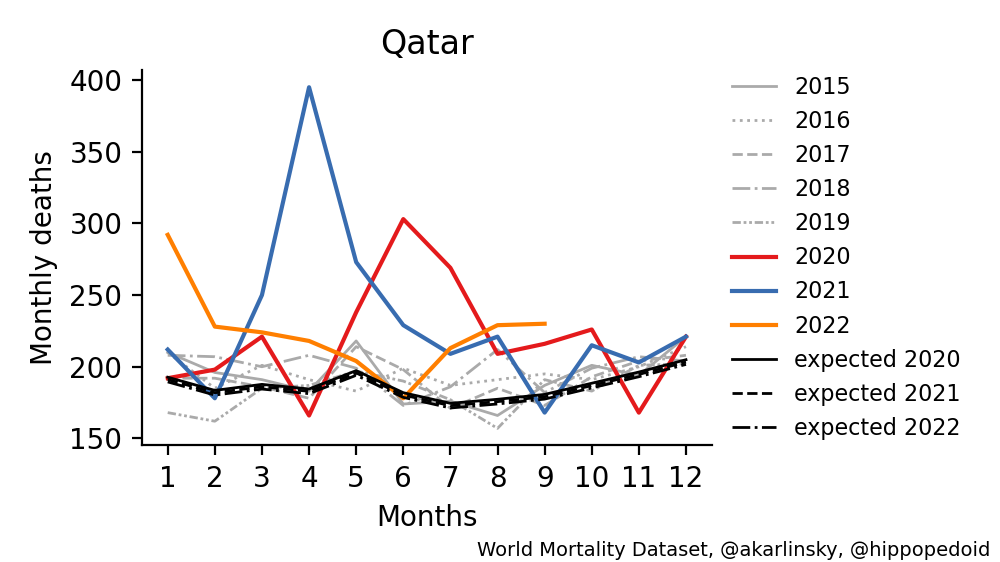 Qatar
Monthly deaths
400
350
300
250
200
150
1 2 3 4 5 6 7 8 9 10 11 12
Months
2015
2016
2017
2018
2019
2020
2021
2022
expected 2020
expected 2021
expected 2022
World Mortality Dataset, @akarlinsky, @hippopedoid